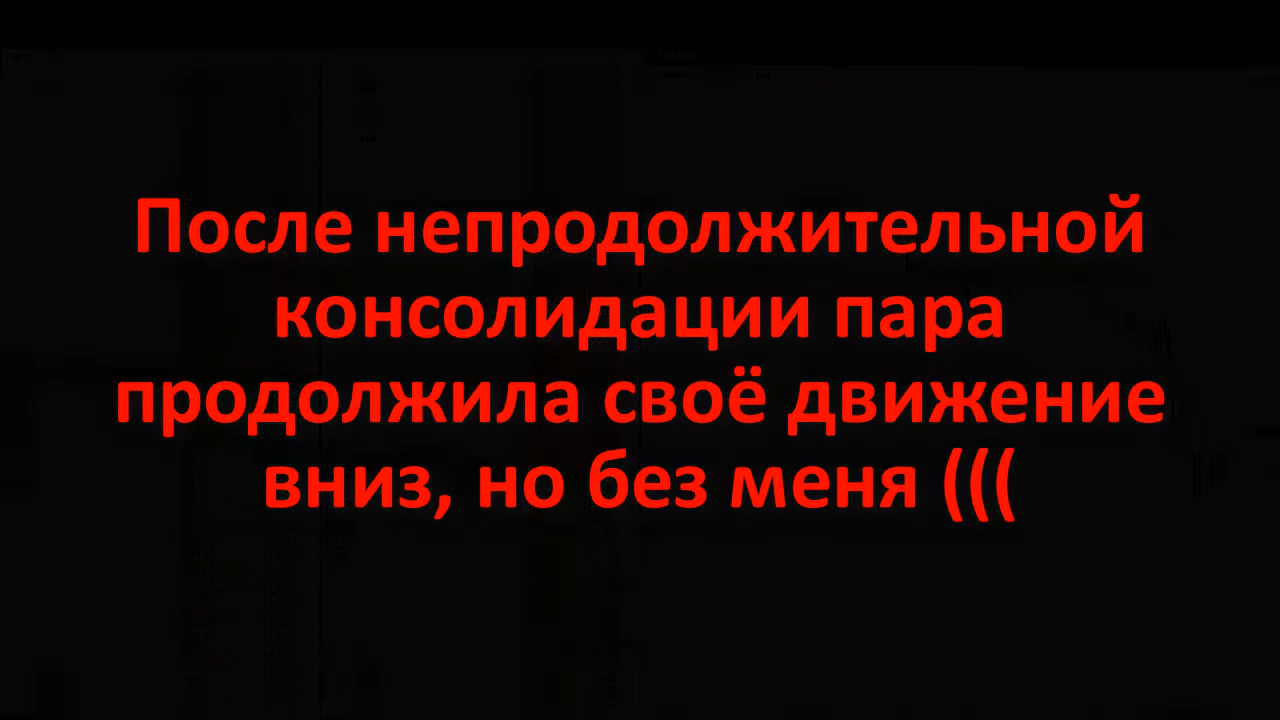 После непродолжительной
консолидации пара
продолжила своё движение
вниз, но без меня (((